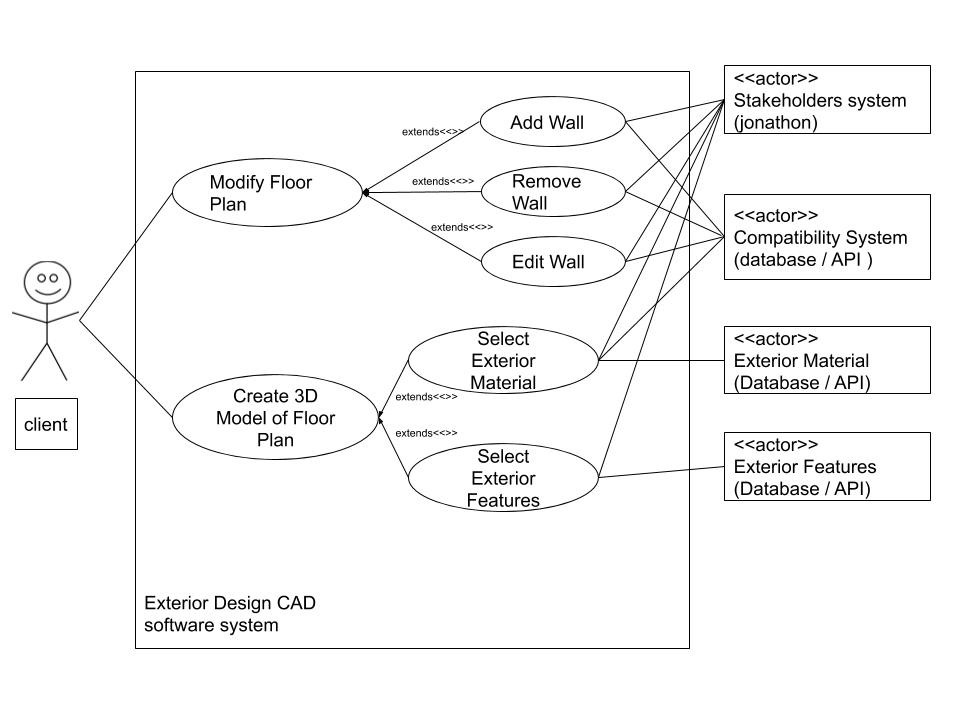 <<actor>>
Stakeholders system
(jonathon)
Add Wall
extends<<>>
Modify Floor
Plan
extends<<>>
Remove
Wall
extends<<>>
Edit Wall
<<actor>>
Compatibility System
(database / API )
Select
Exterior
Material
<<actor>>
Exterior Material
(Database / API)
extends<<>>
Create 3D
Model of Floor
Plan
client
extends<<>>
Select
Exterior
Features
<<actor>>
Exterior Features
(Database / API)
Exterior Design CAD
software system